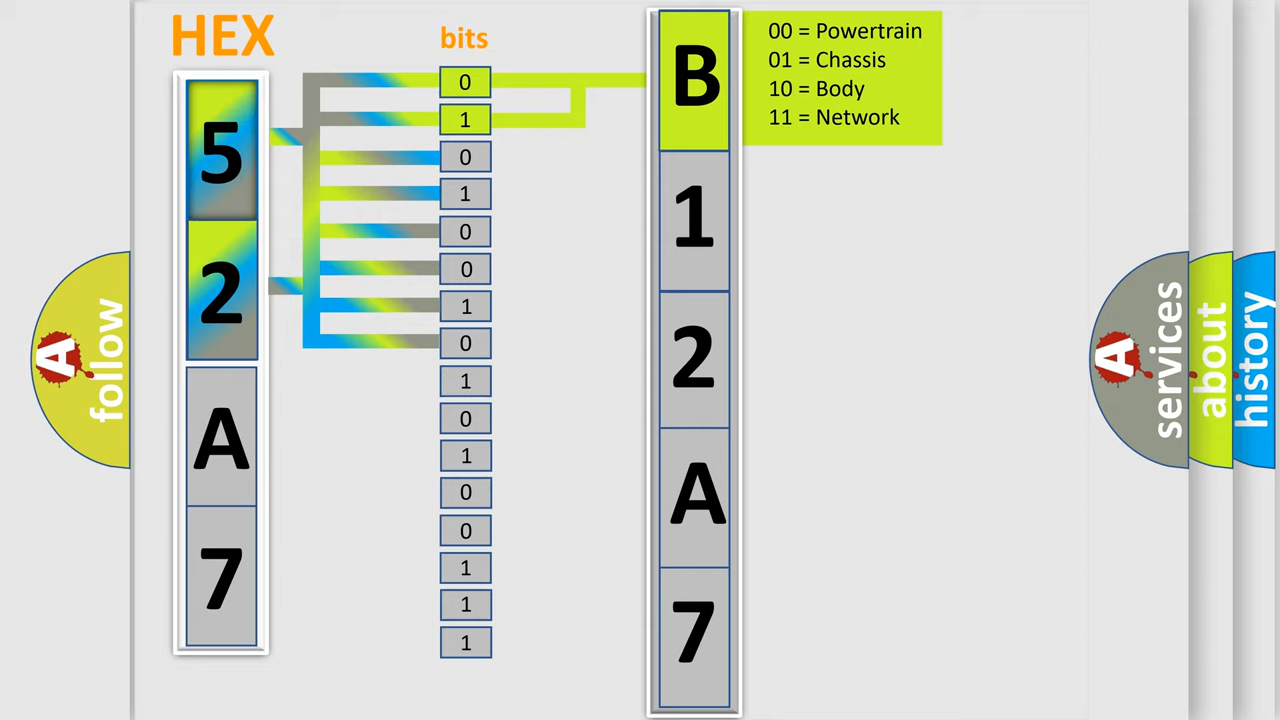 HEX
bits
5
2
A
7
0
1
0
1
0
0
1
0
1
0
1
0
0
1
1
1
B
1
2
A
7
00 = Powertrain
01 = Chassis
10 = Body
11 = Network
A
follow
A
services
about
history